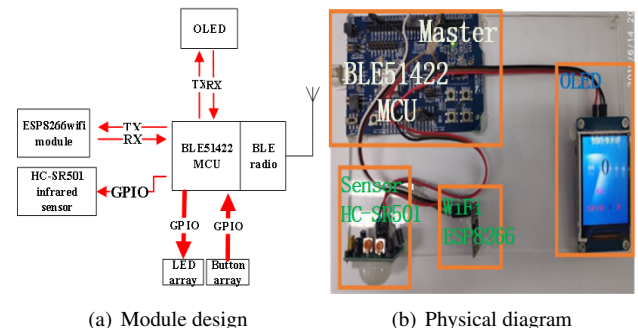 OLED
TX
RX
ESP8266wifi
module
TX
RX
BLE51422
MCU
BLE
radio
HC-SR501
infrared
sensor
GPIO
GPIO
GPIO
LED
array
Button
array
(a) Module design
Master
BLE51422
MCU
OLED
0
Sensor
HC-SR501
WiFi
ESP8266
(b) Physical diagram